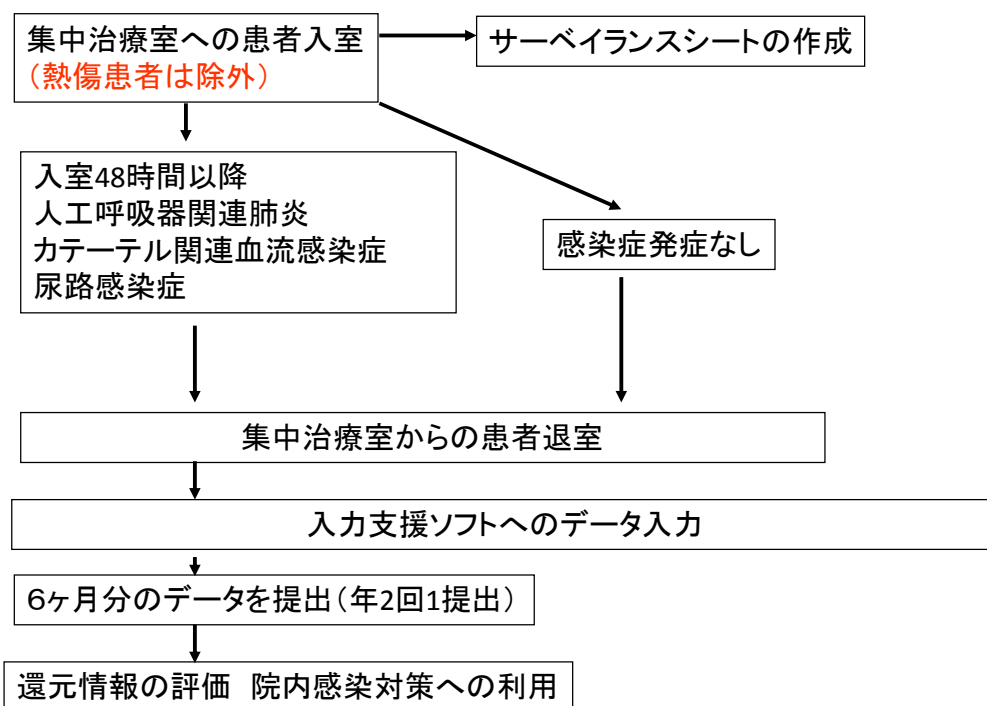 集中治療室への患者入室
（熱傷患者は除外）
サーベイランスシートの作成
入室48時間以降
人工呼吸器関連肺炎
カテーテル関連血流感染症
尿路感染症
感染症発症なし
集中治療室からの患者退室
入力支援ソフトへのデータ入力
６ヶ月分のデータを提出（年2回1提出）
還元情報の評価　院内感染対策への利用